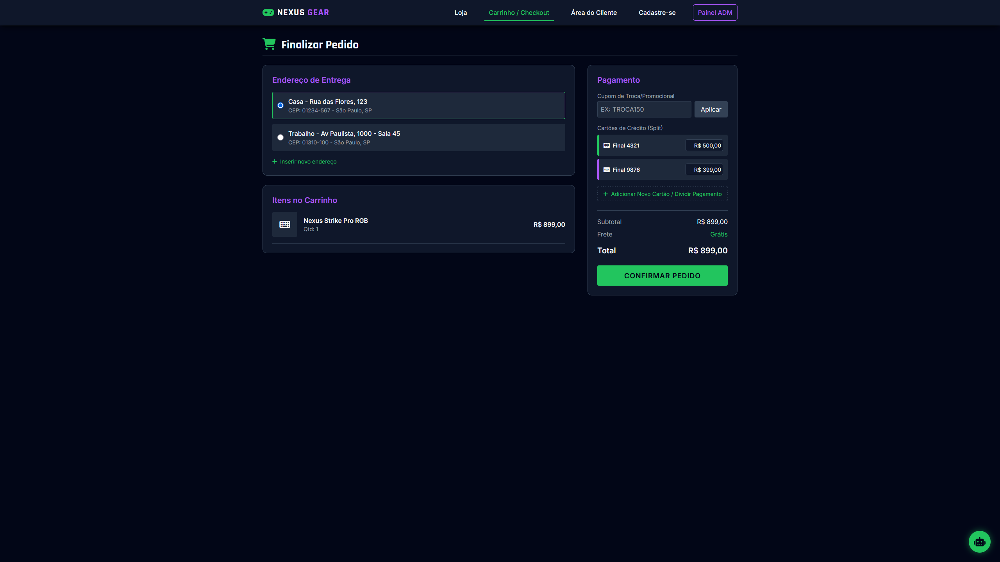 NEXUS GEAR
Loja
Carrinho / Checkout
Área do Cliente
Cadastre-se
Painel ADM
Finalizar Pedido
Endereço de Entrega
Casa - Rua das Flores, 123
CEP: 01234-567 - São Paulo, SP
Trabalho - Av Paulista, 1000 - Sala 45
CEP: 01310-100 - São Paulo, SP
+ Inserir novo endereço
Itens no Carrinho
Nexus Strike Pro RGB
Qtd: 1
R$ 899,00
Pagamento
Cupom de Troca/Promocional
EX: TROCA150
Aplicar
Cartões de Crédito (Split)
Final 4321
R$ 500,00
VISA Final 9876
R$ 399,00
+ Adicionar Novo Cartão / Dividir Pagamento
Subtotal R$ 899,00
Frete Grátis
Total R$ 899,00
CONFIRMAR PEDIDO